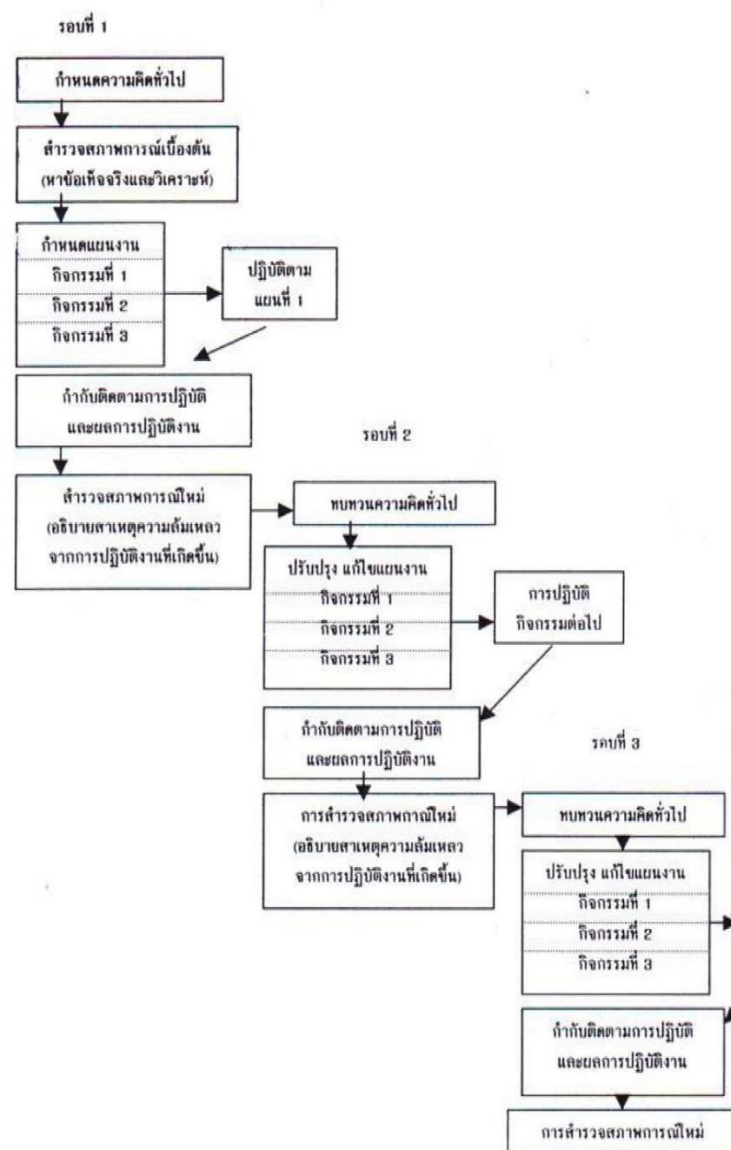 รอบที่ 1
กำหนดความคิดทั่วไป
สำรวจสภาพการณ์เบื้องต้น
(หาข้อเท็จจริงและวิเคราะห์)
กำหนดแผนงาน
กิจกรรมที่ 1
กิจกรรมที่ 2
กิจกรรมที่ 3
ปฏิบัติตาม
แผนที่ 1
กำกับติดตามการปฏิบัติ
และผลการปฏิบัติงาน
สำรวจสภาพการณ์ใหม่
(อธิบายสาเหตุความล้มเหลว
จากการปฏิบัติงานที่เกิดขึ้น)
รอบที่ 2
ทบทวนความคิดทั่วไป
ปรับปรุง แก้ไขแผนงาน
กิจกรรมที่ 1
กิจกรรมที่ 2
กิจกรรมที่ 3
การปฏิบัติ
กิจกรรมต่อไป
กำกับติดตามการปฏิบัติ
และผลการปฏิบัติงาน
การสำรวจสภาพกาณ์ใหม่
(อธิบายสาเหตุความล้มเหลว
จากการปฏิบัติงานที่เกิดขึ้น)
รอบที่ 3
ทบทวนความคิดทั่วไป
ปรับปรุง แก้ไขแผนงาน
กิจกรรมที่ 1
กิจกรรมที่ 2
กิจกรรมที่ 3
กำกับติดตามการปฏิบัติ
และผลการปฏิบัติงาน
การสำรวจสภาพการณ์ใหม่